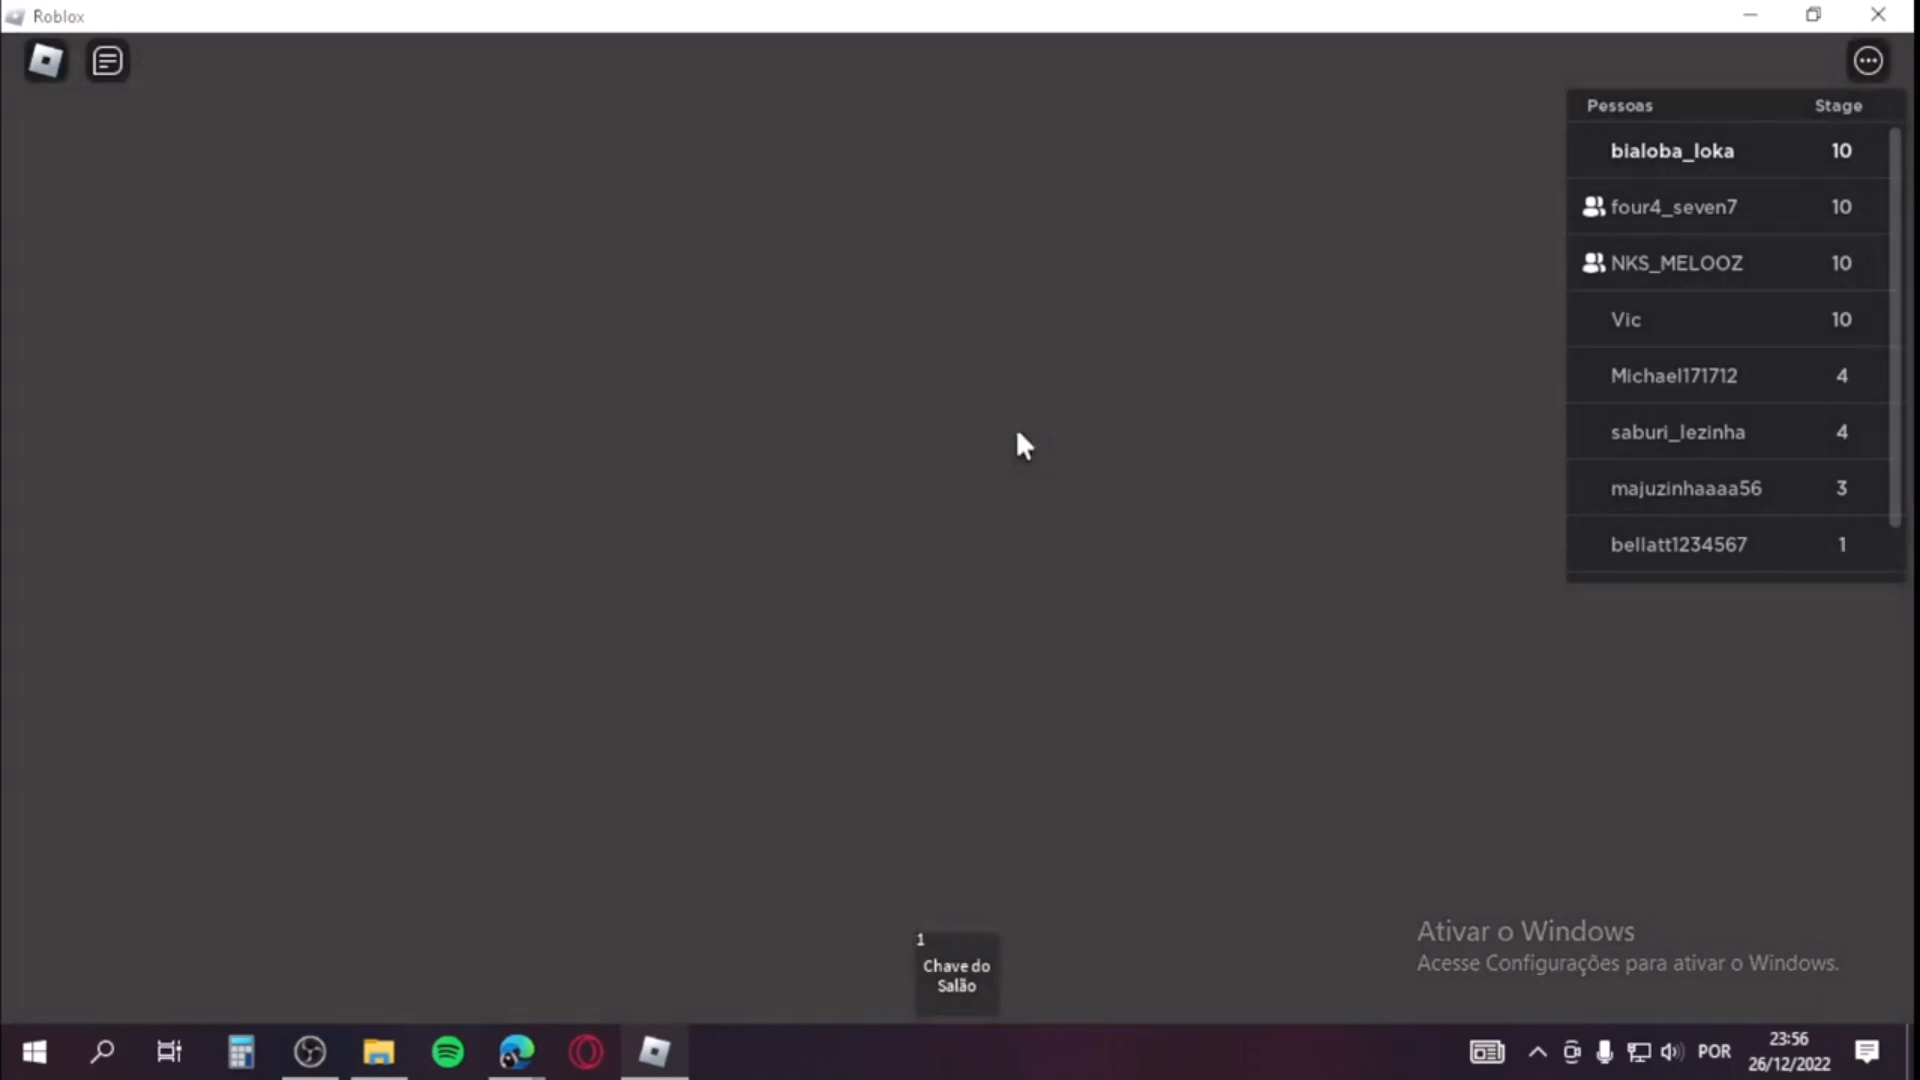 Roblox
Pessoas Stage
bialoba_loka 10
four4_seven7 10
NKS_MELOOZ 10
Vic 10
Michael171712 4
saburi_lezinha 4
majuzinhaaaa56 3
bellatt1234567 1
1
Chave do
Salão
Ativar o Windows
Acesse Configurações para ativar o Windows.
POR
23:56
26/12/2022